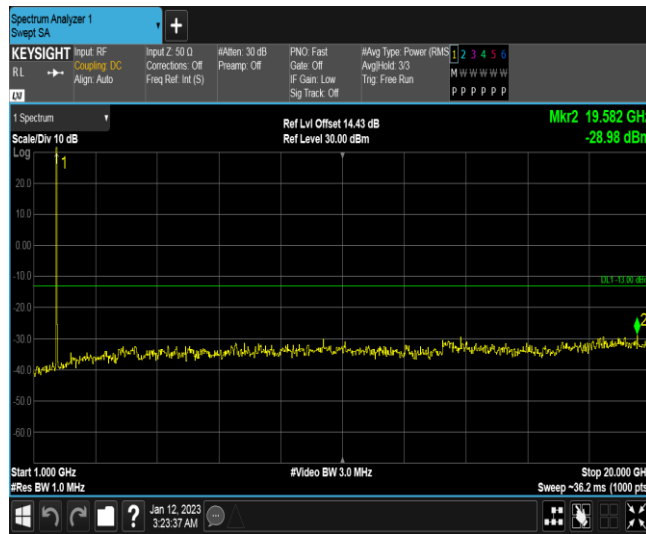 Spectrum Analyzer 1
Swept SA
+
KEYSIGHT Input: RF Input Z: 50 Ω #Atten: 30 dB PNO: Fast #Avg Type: Power (RMS 1 2 3 4 5 6
RL Coupling: DC Corrections: Off Preamp: Off Gate: Off Avg|Hold: 3/3 M W W W W W
Align: Auto Freq Ref: Int (S) IF Gain: Low Trig: Free Run
LXI Sig Track: Off P P P P P P
1 Spectrum Ref Lvl Offset 14.43 dB Mkr2 19.582 GHz
Scale/Div 10 dB Ref Level 30.00 dBm -28.98 dBm
Log
1
20.0
10.0
0.00
-10.0
DL1 -13.00 dBm
-20.0
2
-30.0
-40.0
-50.0
-60.0
Start 1.000 GHz #Video BW 3.0 MHz Stop 20.000 GH
#Res BW 1.0 MHz Sweep ~36.2 ms (1000 pts
? Jan 12, 2023
3:23:37 AM